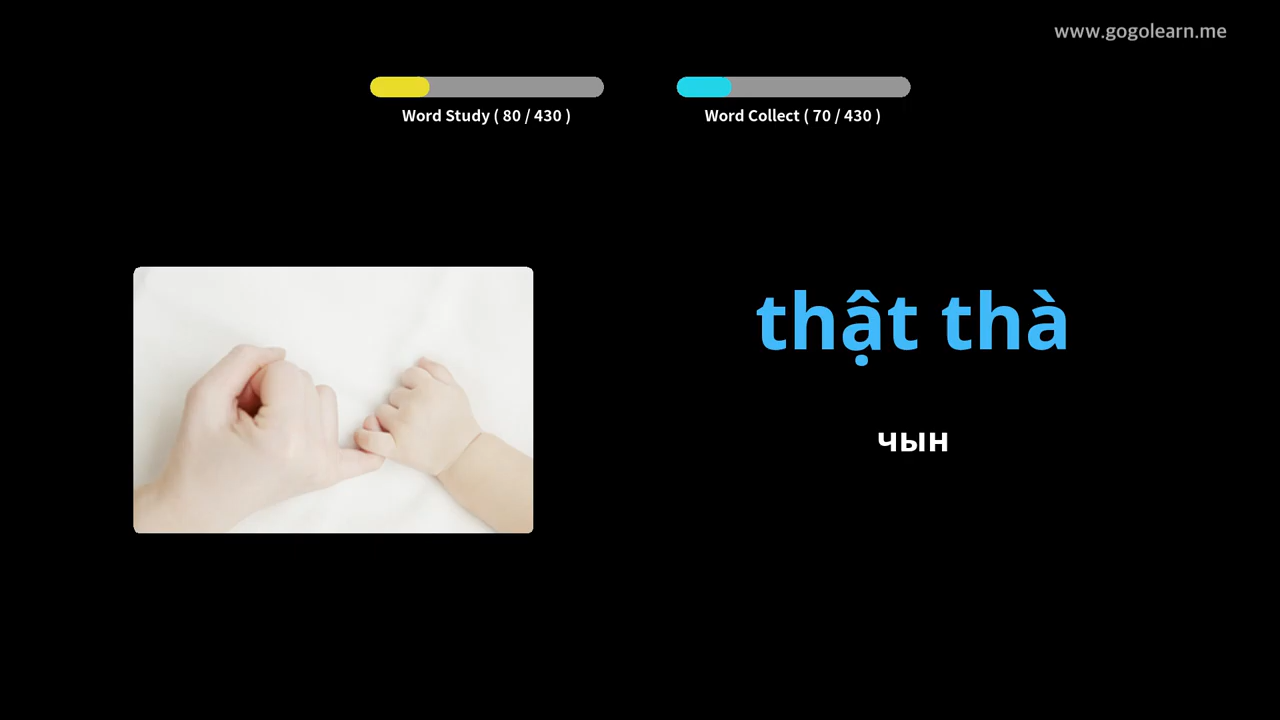 www.gogolearn.me
Word Study ( 80 / 430 )
Word Collect ( 70 / 430 )
thật thà
чын